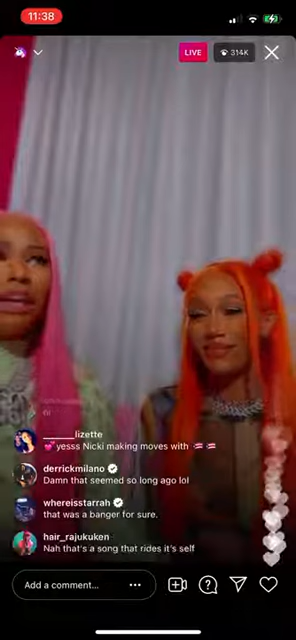 11:38
LIVE 314K
_____lizette
💕yesss Nicki making moves with 🇵🇷 🇵🇷
derrickmilano
Damn that seemed so long ago lol
whereisstarrah
that was a banger for sure.
hair_rajukuken
Nah that's a song that rides it's self
Add a comment...